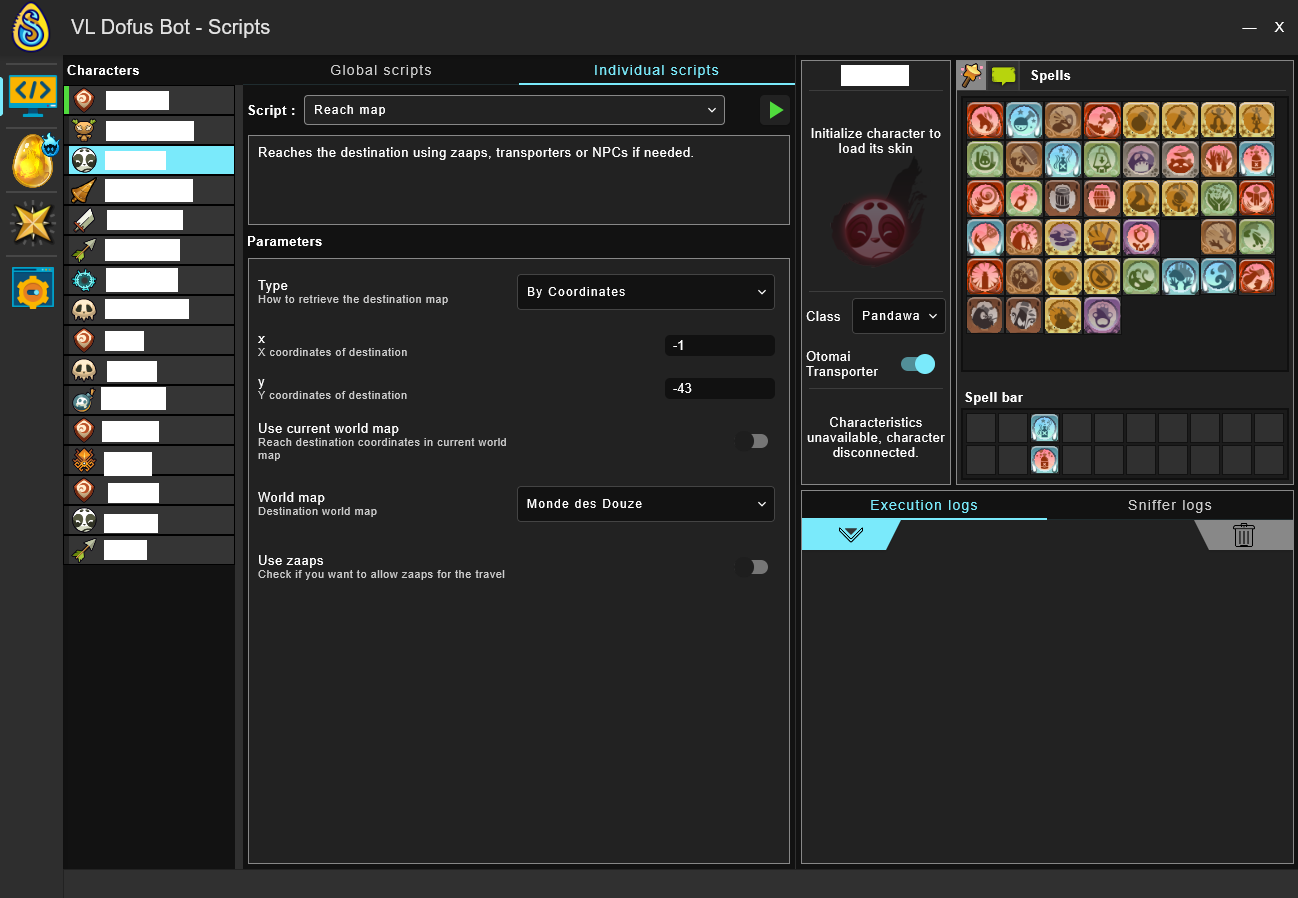 VL Dofus Bot - Scripts
— X
Characters
Global scripts
Individual scripts
Script :
Reach map
Reaches the destination using zaaps, transporters or NPCs if needed.
Parameters
Type
How to retrieve the destination map
By Coordinates
x
X coordinates of destination
-1
y
Y coordinates of destination
-43
Use current world map
Reach destination coordinates in current world
map
World map
Destination world map
Monde des Douze
Use zaaps
Check if you want to allow zaaps for the travel
Initialize character to
load its skin
Class
Pandawa
Otomai
Transporter
Characteristics
unavailable, character
disconnected.
Spells
Spell bar
Execution logs
Sniffer logs